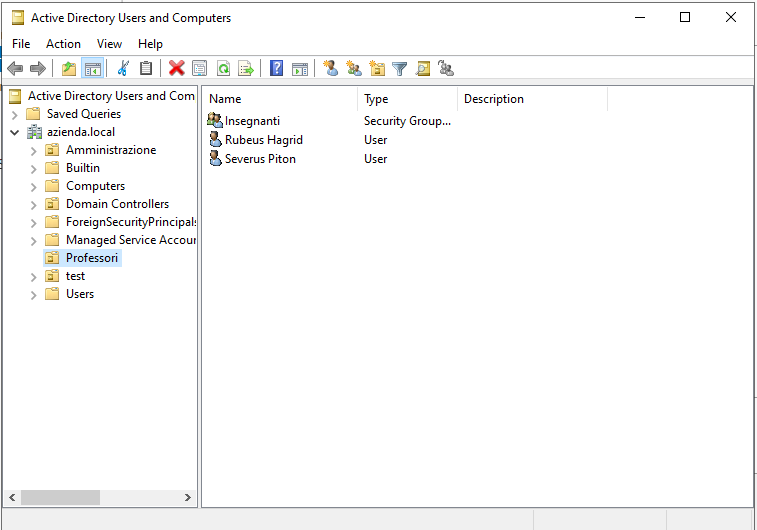 Active Directory Users and Computers
File Action View Help
Active Directory Users and Com
Saved Queries
azienda.local
Amministrazione
Builtin
Computers
Domain Controllers
ForeignSecurityPrincipals
Managed Service Accour
Professori
test
Users
Name Type Description
Insegnanti Security Group...
Rubeus Hagrid User
Severus Piton User